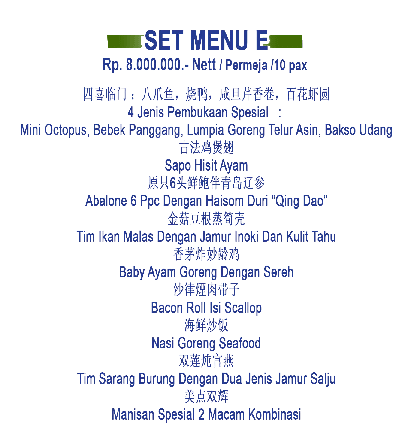 SET MENU E
Rp. 8.000.000.- Nett / Permeja /10 pax
四喜临门：八爪鱼，烧鸭，咸旦芹香卷，百花虾圆
4 Jenis Pembukaan Spesial :
Mini Octopus, Bebek Panggang, Lumpia Goreng Telur Asin, Bakso Udang
古法鸡煲翅
Sapo Hisit Ayam
原只6头鲜鲍伴青岛辽参
Abalone 6 Ppc Dengan Haisom Duri "Qing Dao"
金菇豆根蒸筍壳
Tim Ikan Malas Dengan Jamur Inoki Dan Kulit Tahu
香茅炸妙龄鸡
Baby Ayam Goreng Dengan Sereh
沙律煙肉带子
Bacon Roll Isi Scallop
海鲜炒饭
Nasi Goreng Seafood
双莲炖官燕
Tim Sarang Burung Dengan Dua Jenis Jamur Salju
美点双辉
Manisan Spesial 2 Macam Kombinasi